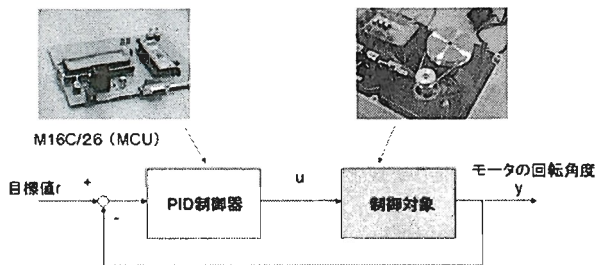 M16C/26 (MCU)
目標値r
+
-
PID制御器
u
制御対象
モータの回転角度
y